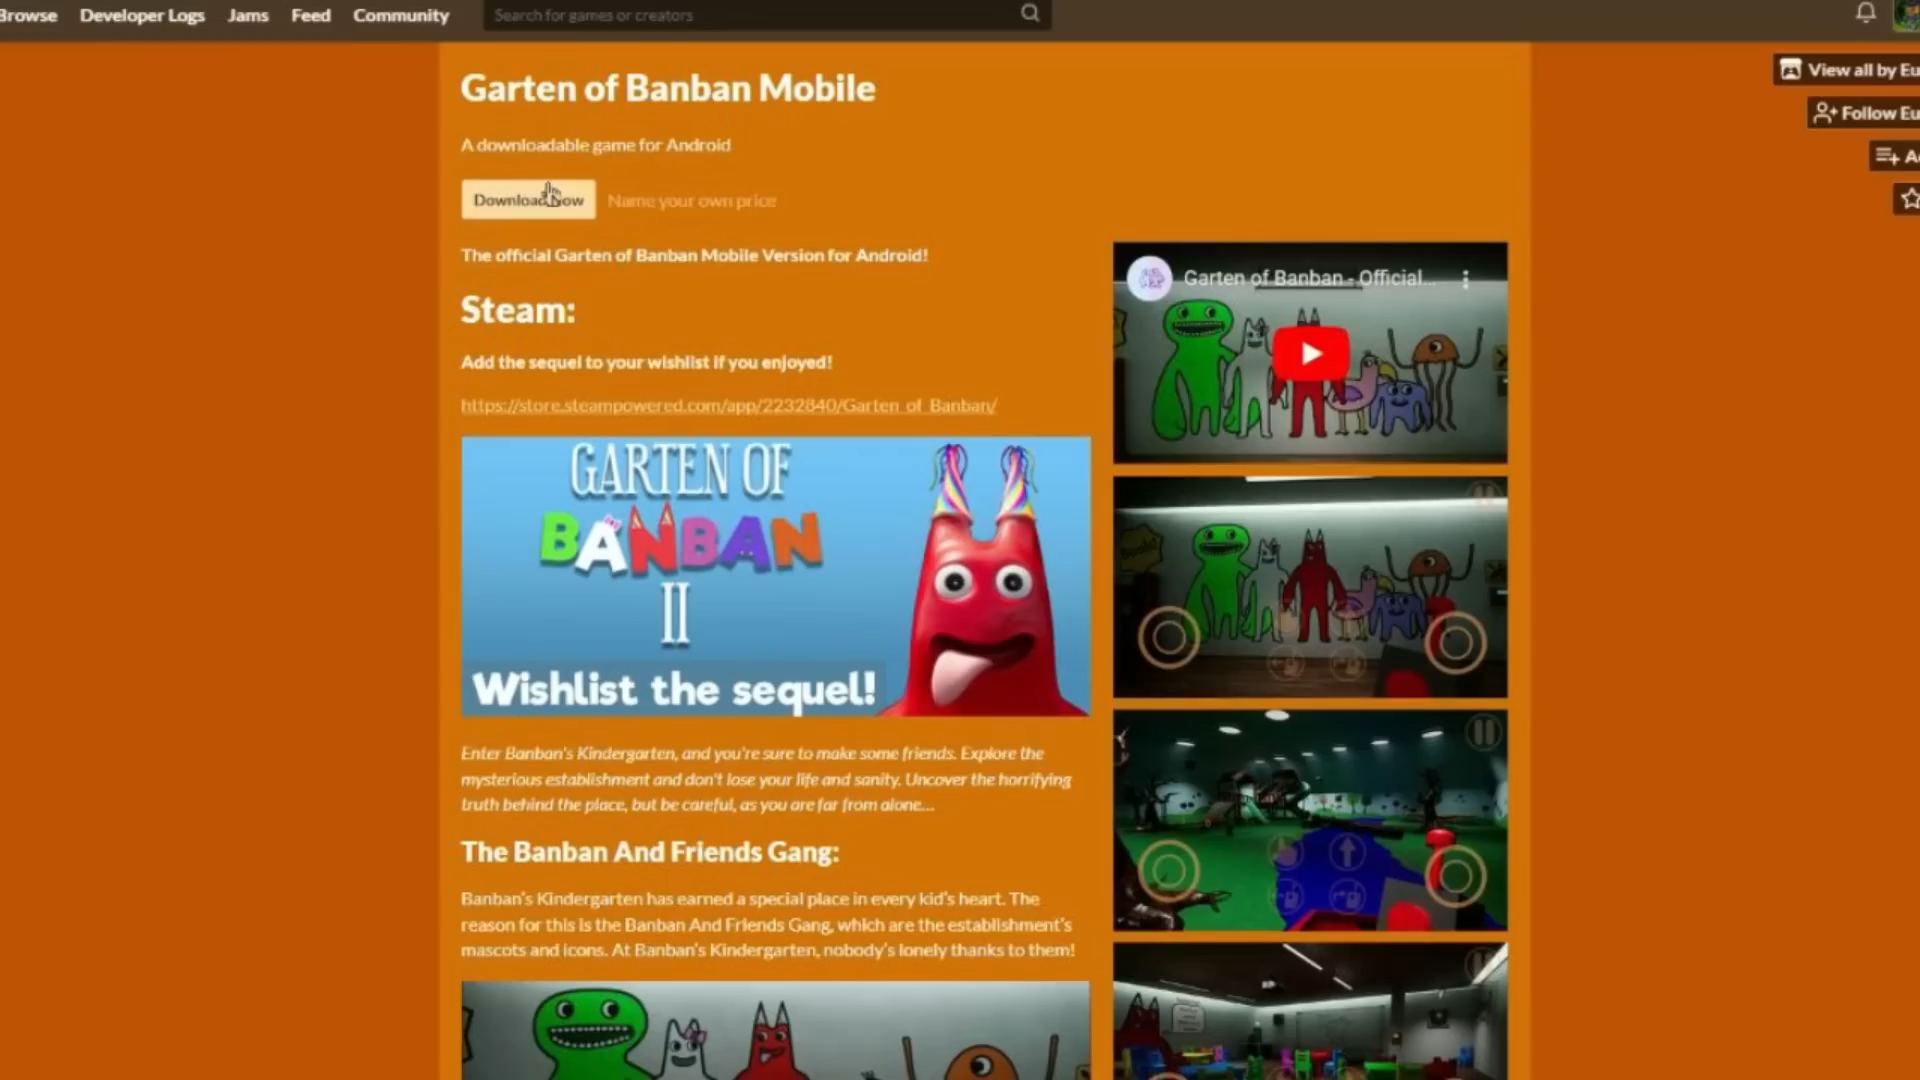 Browse Developer Logs Jams Feed Community Search for games or creators
View all by Eu
Follow Eu
Garten of Banban Mobile
A downloadable game for Android
Download Now Name your own price
The official Garten of Banban Mobile Version for Android!
Steam:
Add the sequel to your wishlist if you enjoyed!
https://store.steampowered.com/app/2232840/Garten_of_Banban/
GARTEN OF
BANBAN
II
Wishlist the sequel!
Enter Banban's Kindergarten, and you're sure to make some friends. Explore the
mysterious establishment and don't lose your life and sanity. Uncover the horrifying
truth behind the place, but be careful, as you are far from alone...
The Banban And Friends Gang:
Banban's Kindergarten has earned a special place in every kid's heart. The
reason for this is the Banban And Friends Gang, which are the establishment's
mascots and icons. At Banban's Kindergarten, nobody's lonely thanks to them!
Garten of Banban - Official...